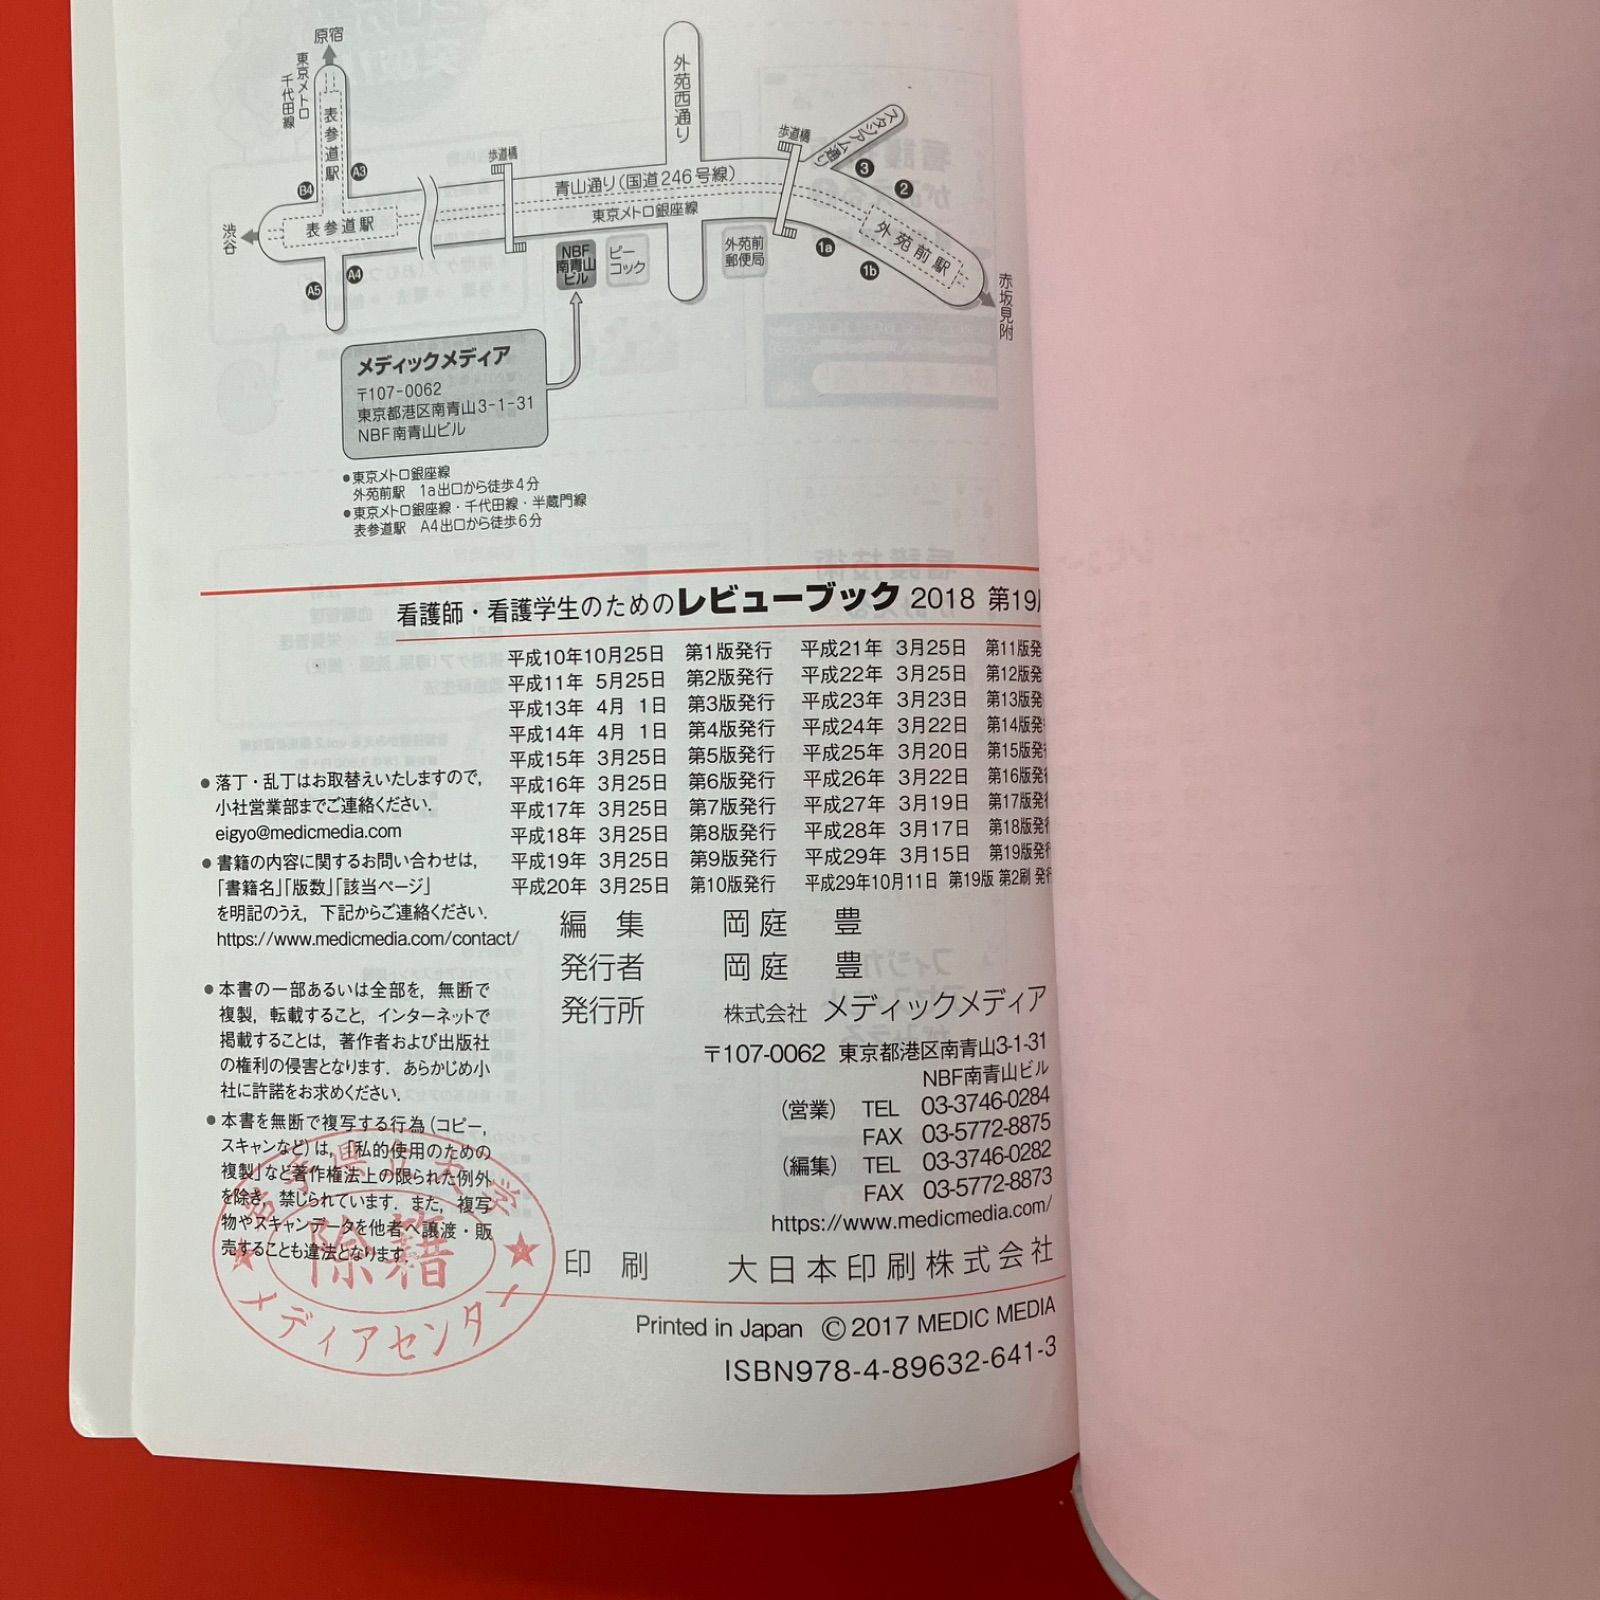 原宿
東京メトロ
千代田線
表参道駅
A3
B4
渋谷
表参道駅
A4
A5
歩道橋
青山通り(国道246号線)
東京メトロ銀座線
外苑西通り
歩道橋
スタジアム通り
3
2
外苑前駅
1a
1b
赤坂見附
NBF
南青山
ビル
ピー
コック
外苑前
郵便局
メディックメディア
〒107-0062
東京都港区南青山3-1-31
NBF南青山ビル
●東京メトロ銀座線
外苑前駅 1a出口から徒歩4分
●東京メトロ銀座線・千代田線・半蔵門線
表参道駅 A4出口から徒歩6分
看護師・看護学生のためのレビューブック 2018 第19
平成10年10月25日 第1版発行
平成11年 5月25日 第2版発行
平成13年 4月 1日 第3版発行
平成14年 4月 1日 第4版発行
平成15年 3月25日 第5版発行
平成16年 3月25日 第6版発行
平成17年 3月25日 第7版発行
平成18年 3月25日 第8版発行
平成19年 3月25日 第9版発行
平成20年 3月25日 第10版発行
平成21年 3月25日 第11版発
平成22年 3月25日 第12版発
平成23年 3月23日 第13版発
平成24年 3月22日 第14版発
平成25年 3月20日 第15版発
平成26年 3月22日 第16版発
平成27年 3月19日 第17版発
平成28年 3月17日 第18版発
平成29年 3月15日 第19版発
平成29年10月11日 第19版 第2刷 発行
●落丁・乱丁はお取替えいたしますので,
小社営業部までご連絡ください.
eigyo@medicmedia.com
●書籍の内容に関するお問い合わせは,
「書籍名」「版数」「該当ページ」
を明記のうえ,下記からご連絡ください.
https://www.medicmedia.com/contact/
●本書の一部あるいは全部を,無断で
複製,転載すること,インターネットで
掲載することは,著作者および出版社
の権利の侵害となります.あらかじめ小
社に許諾をお求めください.
●本書を無断で複写する行為(コピー,
スキャンなど)は,「私的使用のための
複製」など著作権法上の限られた例外
を除き,禁じられています.また,複写
物やスキャンデータを他者へ譲渡・販
売することも違法となります.
編 集 岡庭 豊
発行者 岡庭 豊
発行所 株式会社 メディックメディア
〒107-0062 東京都港区南青山3-1-31
NBF南青山ビル
(営業) TEL 03-3746-0284
FAX 03-5772-8875
(編集) TEL 03-3746-0282
FAX 03-5772-8873
https://www.medicmedia.com/
印 刷 大日本印刷株式会社
Printed in Japan © 2017 MEDIC MEDIA
ISBN978-4-89632-641-3
県立大学
除籍
メディアセンター